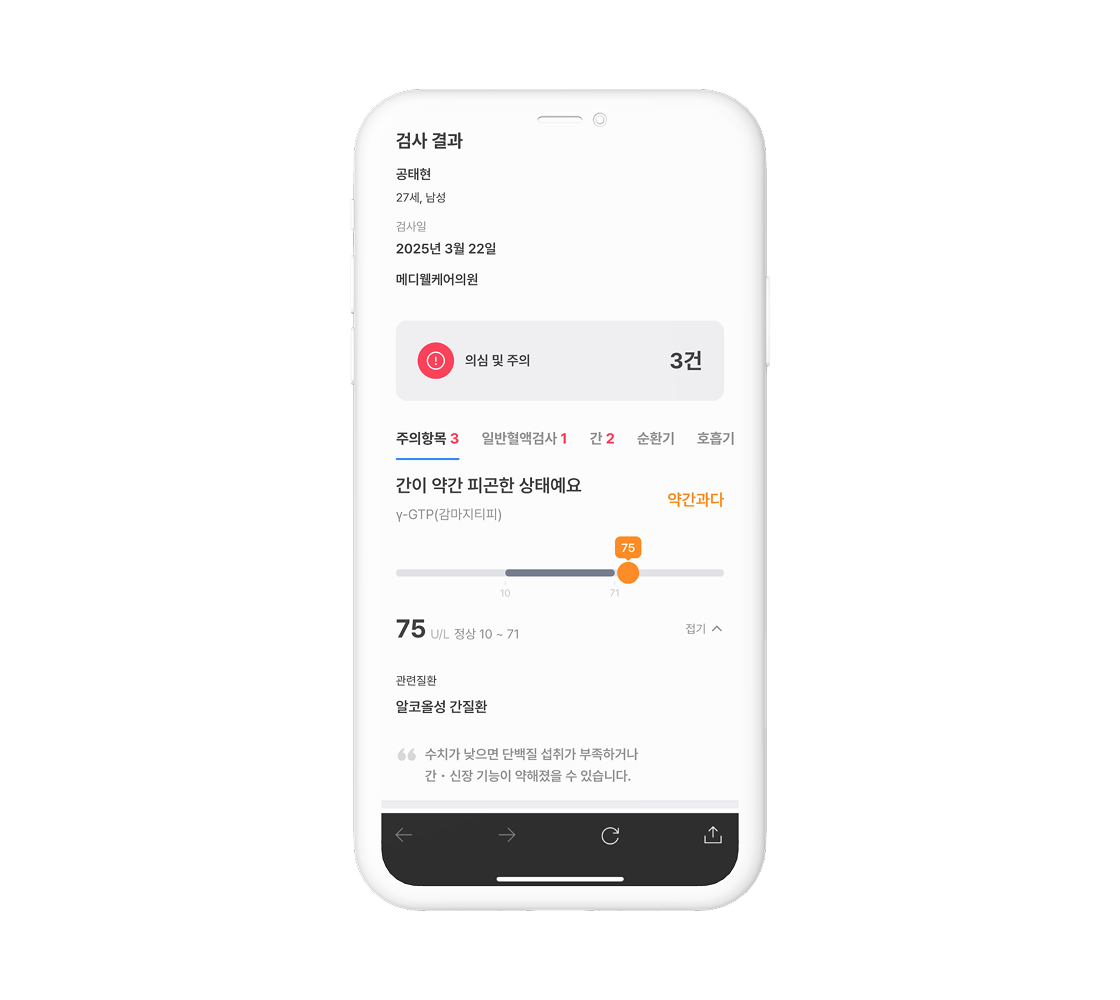 검사 결과
공태현
27세, 남성
검사일
2025년 3월 22일
메디웰케어의원
의심 및 주의 3건
주의항목 3 일반혈액검사 1 간 2 순환기 호흡기
간이 약간 피곤한 상태예요
약간과다
γ-GTP(감마지티피)
75
10 71
75 U/L 정상 10 ~ 71 접기
관련질환
알코올성 간질환
수치가 낮으면 단백질 섭취가 부족하거나
간・신장 기능이 약해졌을 수 있습니다.